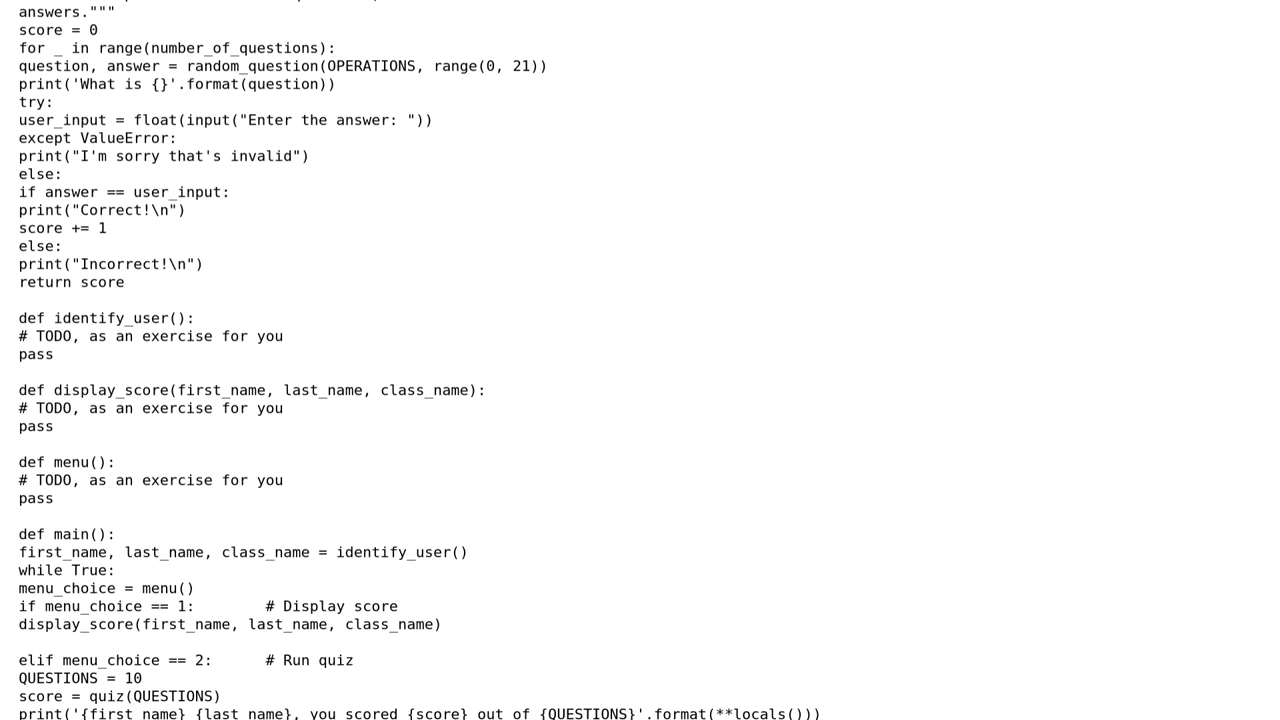 answers."""
score = 0
for _ in range(number_of_questions):
question, answer = random_question(OPERATIONS, range(0, 21))
print('What is {}'.format(question))
try:
user_input = float(input("Enter the answer: "))
except ValueError:
print("I'm sorry that's invalid")
else:
if answer == user_input:
print("Correct!\n")
score += 1
else:
print("Incorrect!\n")
return score

def identify_user():
# TODO, as an exercise for you
pass

def display_score(first_name, last_name, class_name):
# TODO, as an exercise for you
pass

def menu():
# TODO, as an exercise for you
pass

def main():
first_name, last_name, class_name = identify_user()
while True:
menu_choice = menu()
if menu_choice == 1:        # Display score
display_score(first_name, last_name, class_name)

elif menu_choice == 2:      # Run quiz
QUESTIONS = 10
score = quiz(QUESTIONS)
print('{first_name} {last_name}, you scored {score} out of {QUESTIONS}'.format(**locals()))